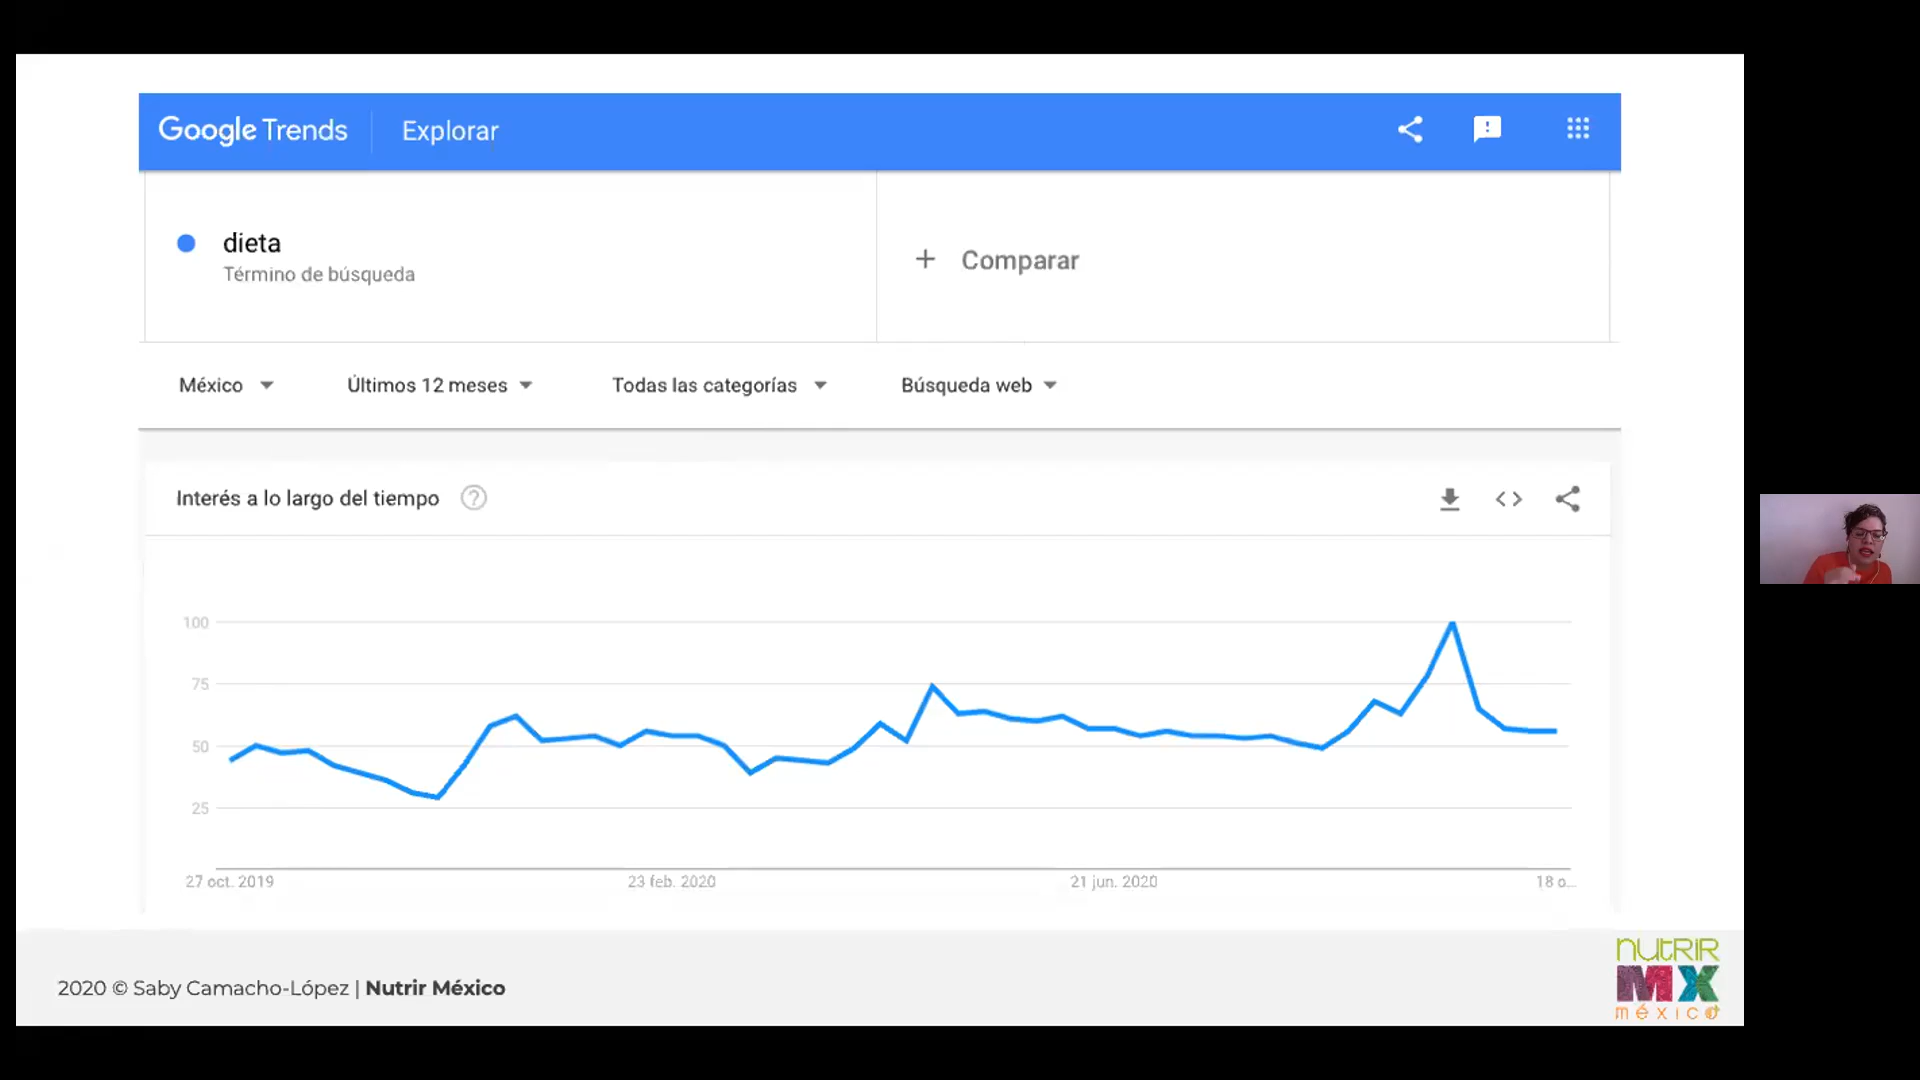 Google Trends Explorar
dieta
Término de búsqueda
+ Comparar
México Últimos 12 meses Todas las categorías Búsqueda web
Interés a lo largo del tiempo ?
100
75
50
25
27 oct. 2019 23 feb. 2020 21 jun. 2020 18 o...
2020 © Saby Camacho-López | Nutrir México
nutRIR
MX
méxico